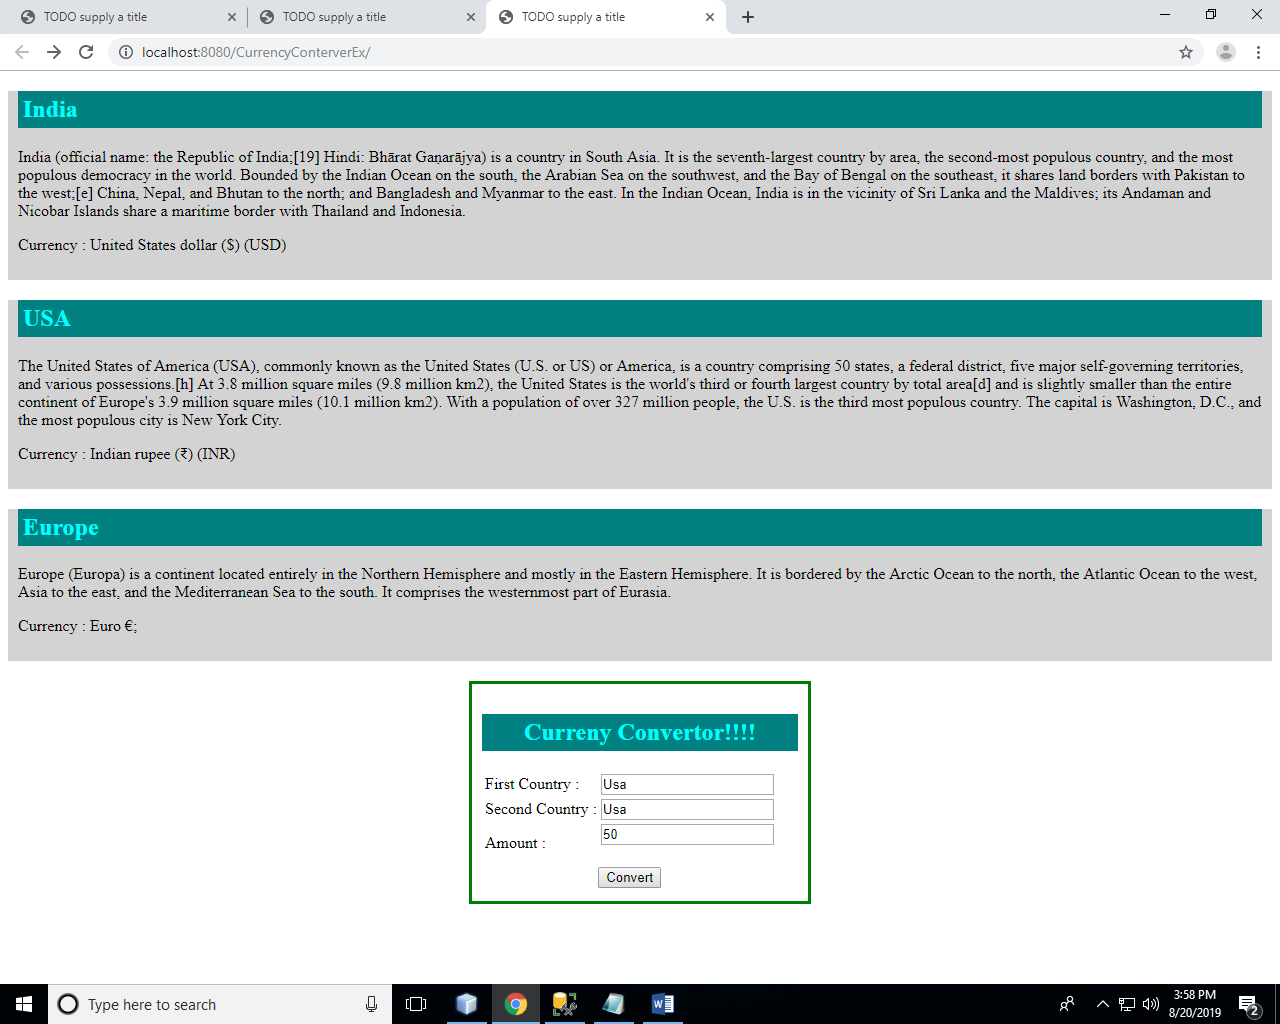 TODO supply a title
TODO supply a title
TODO supply a title
localhost:8080/CurrencyConterverEx/
India
India (official name: the Republic of India;[19] Hindi: Bhārat Gaṇarājya) is a country in South Asia. It is the seventh-largest country by area, the second-most populous country, and the most
populous democracy in the world. Bounded by the Indian Ocean on the south, the Arabian Sea on the southwest, and the Bay of Bengal on the southeast, it shares land borders with Pakistan to
the west;[e] China, Nepal, and Bhutan to the north; and Bangladesh and Myanmar to the east. In the Indian Ocean, India is in the vicinity of Sri Lanka and the Maldives; its Andaman and
Nicobar Islands share a maritime border with Thailand and Indonesia.
Currency : United States dollar ($) (USD)
USA
The United States of America (USA), commonly known as the United States (U.S. or US) or America, is a country comprising 50 states, a federal district, five major self-governing territories,
and various possessions.[h] At 3.8 million square miles (9.8 million km2), the United States is the world's third or fourth largest country by total area[d] and is slightly smaller than the entire
continent of Europe's 3.9 million square miles (10.1 million km2). With a population of over 327 million people, the U.S. is the third most populous country. The capital is Washington, D.C., and
the most populous city is New York City.
Currency : Indian rupee (₹) (INR)
Europe
Europe (Europa) is a continent located entirely in the Northern Hemisphere and mostly in the Eastern Hemisphere. It is bordered by the Arctic Ocean to the north, the Atlantic Ocean to the west,
Asia to the east, and the Mediterranean Sea to the south. It comprises the westernmost part of Eurasia.
Currency : Euro €;
Curreny Convertor!!!!
First Country : Usa
Second Country : Usa
Amount : 50
Convert
Type here to search
3:58 PM
8/20/2019
2